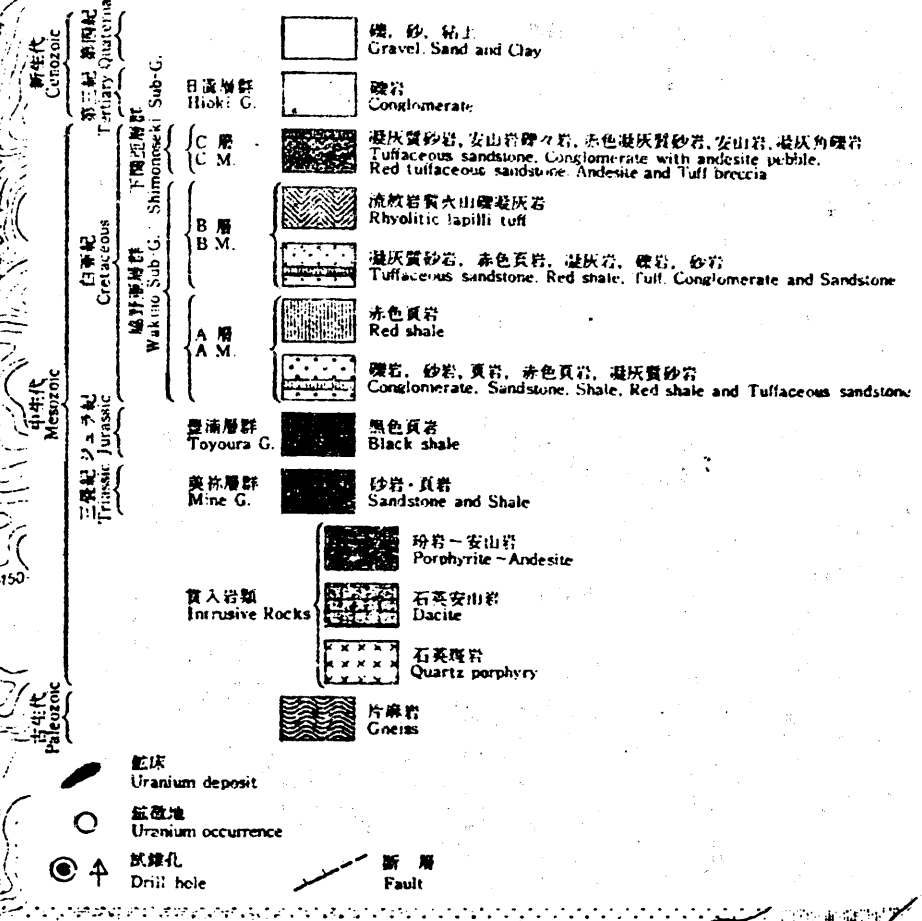 新生代
Cenozoic
第四紀
Quaterna
第三紀
Tertiary
礫, 砂, 粘土
Gravel, Sand and Clay
日置層群
Hioki G.
礫岩
Conglomerate
中生代
Mesozoic
白亜紀
Cretaceous
下関亜層群
Shimonoseki Sub-G.
C 層
C M.
凝灰質砂岩, 安山岩礫々岩, 赤色凝灰質砂岩, 安山岩, 凝灰角礫岩
Tuffaceous sandstone, Conglomerate with andesite pebble,
Red tuffaceous sandstone, Andesite and Tuff breccia
脇野亜層群
Wakino Sub-G.
B 層
B M.
流紋岩質火山礫凝灰岩
Rhyolitic lapilli tuff
凝灰質砂岩, 赤色頁岩, 凝灰岩, 礫岩, 砂岩
Tuffaceous sandstone, Red shale, Tuff, Conglomerate and Sandstone
A 層
A M.
赤色頁岩
Red shale
礫岩, 砂岩, 頁岩, 赤色頁岩, 凝灰質砂岩
Conglomerate, Sandstone, Shale, Red shale and Tuffaceous sandstone
ジュラ紀
Jurassic
豊浦層群
Toyoura G.
黒色頁岩
Black shale
三畳紀
Triassic
美祢層群
Mine G.
砂岩・頁岩
Sandstone and Shale
貫入岩類
Intrusive Rocks
玢岩～安山岩
Porphyrite ~ Andesite
石英安山岩
Dacite
石英斑岩
Quartz porphyry
150
古生代
Paleozoic
片麻岩
Gneiss
鉱床
Uranium deposit
鉱徴地
Uranium occurrence
試錐孔
Drill hole
断 層
Fault